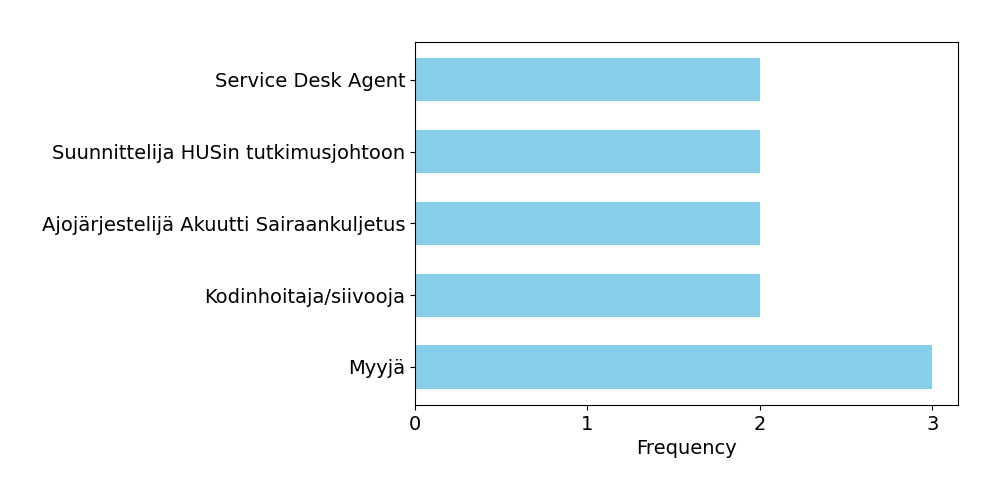 Service Desk Agent
Suunnittelija HUSin tutkimusjohtoon
Ajojärjestelijä Akuutti Sairaankuljetus
Kodinhoitaja/siivooja
Myyjä
0 1 2 3
Frequency